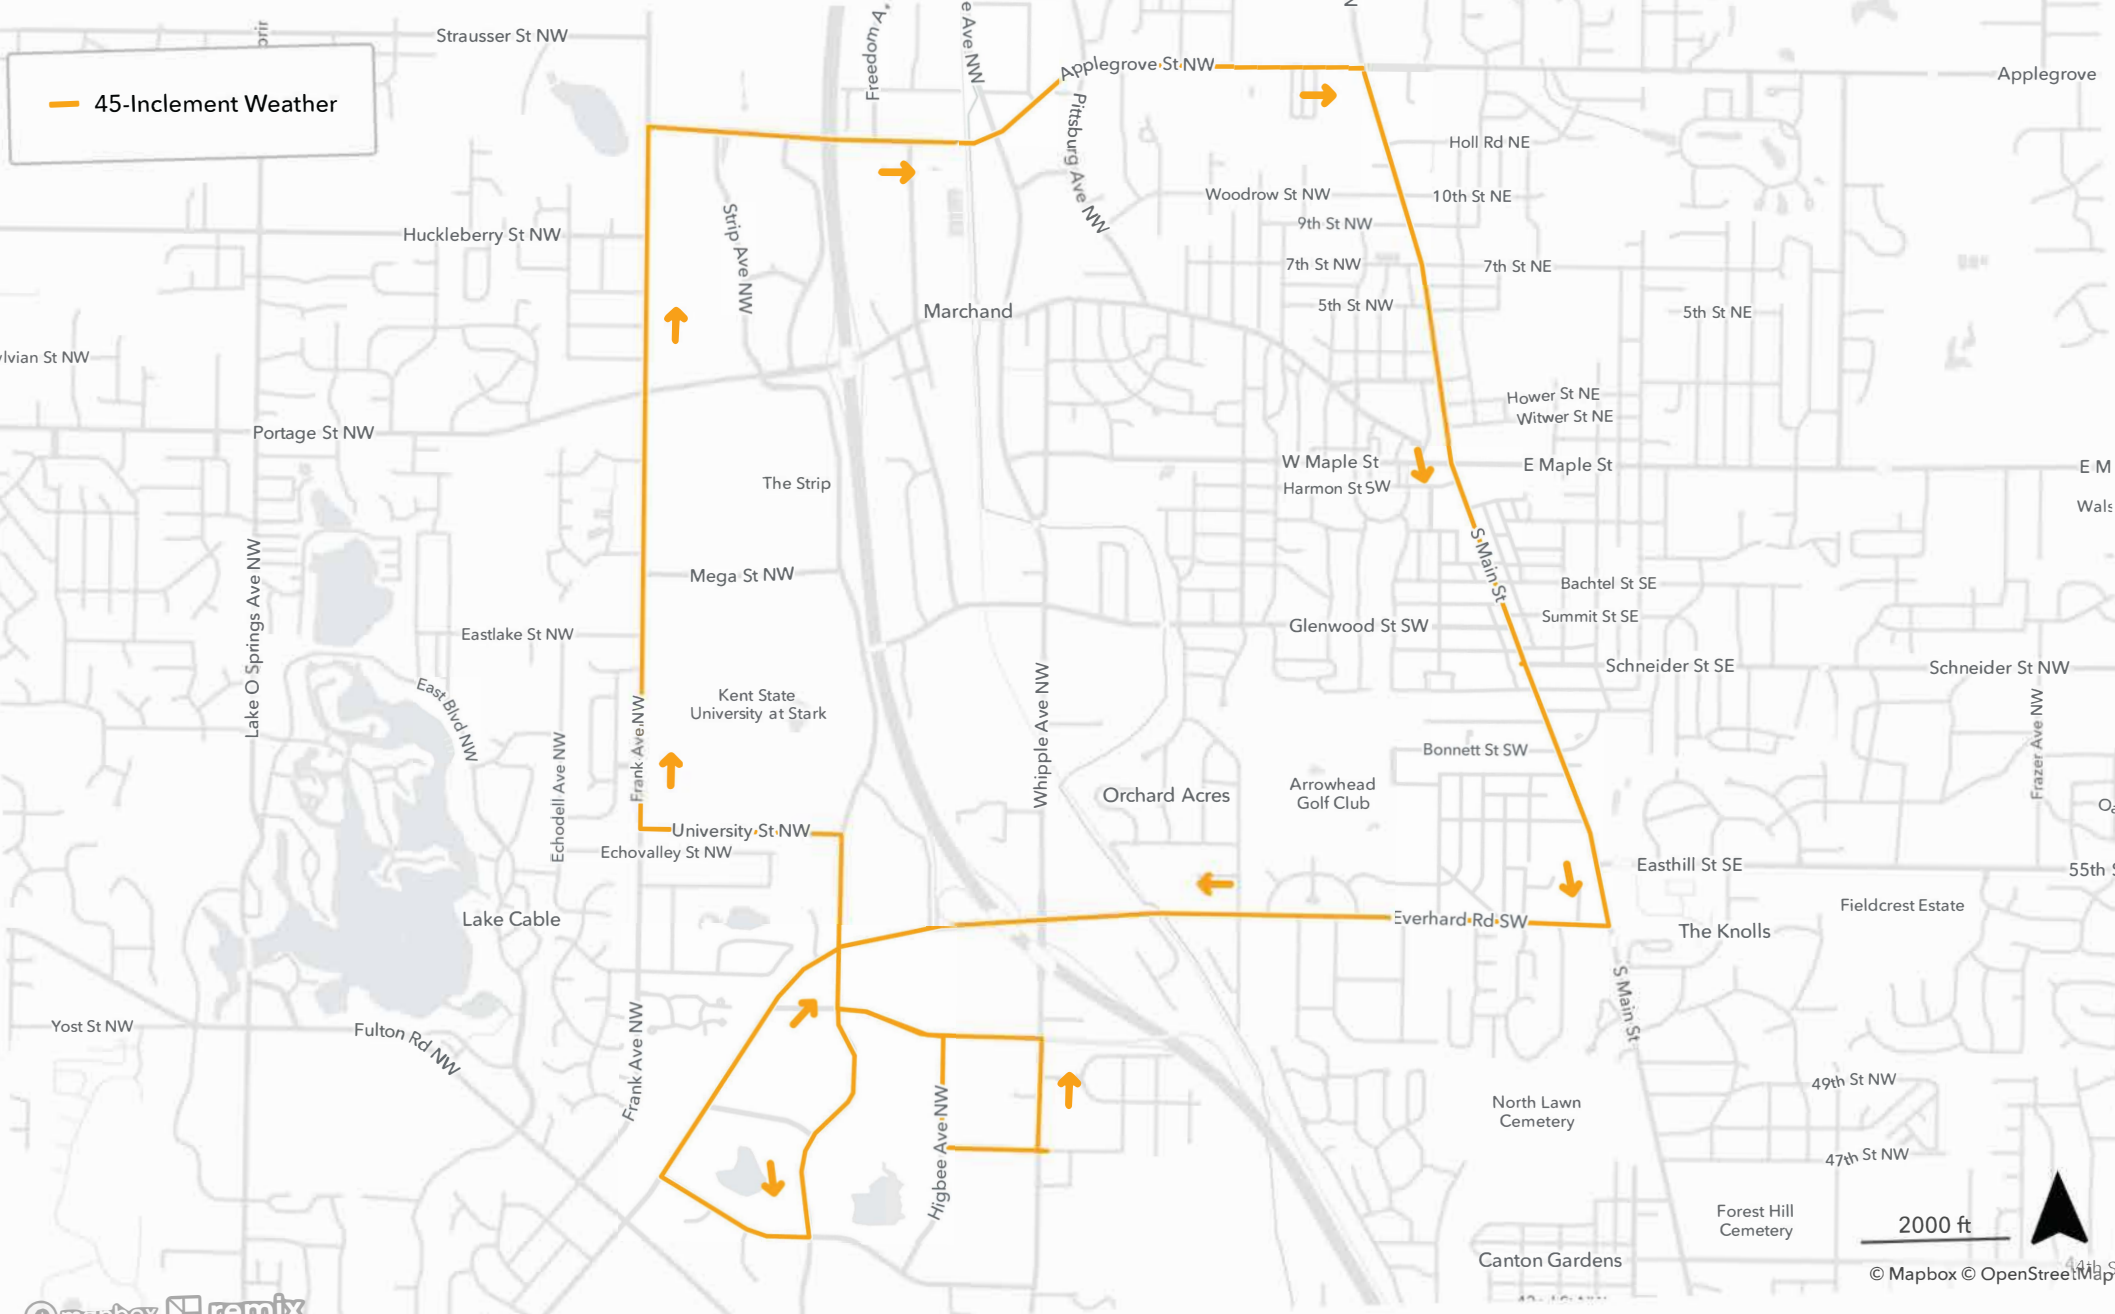 Strausser St NW
45-Inclement Weather
Applegrove St NW
Applegrove
Pittsburg Ave NW
Holl Rd NE
Woodrow St NW
10th St NE
Huckleberry St NW
9th St NW
Strip Ave NW
7th St NW
7th St NE
Marchand
5th St NW
5th St NE
Hower St NE
Witwer St NE
Portage St NW
W Maple St
E Maple St
Harmon St SW
The Strip
S Main St
Mega St NW
Bachtel St SE
Summit St SE
Glenwood St SW
Eastlake St NW
Lake O Springs Ave NW
Schneider St SE
Schneider St NW
East Blvd NW
Kent State
University at Stark
Whipple Ave NW
Frank Ave NW
Frazer Ave NW
Bonnett St SW
Echodell Ave NW
Orchard Acres
Arrowhead
Golf Club
University St NW
Echovalley St NW
Easthill St SE
55th
Lake Cable
Everhard Rd SW
Fieldcrest Estate
The Knolls
S Main St
Yost St NW
Fulton Rd NW
Frank Ave NW
49th St NW
North Lawn
Cemetery
Higbee Ave NW
47th St NW
Forest Hill
Cemetery
2000 ft
Canton Gardens
© Mapbox © OpenStreetMap
mapbox remix